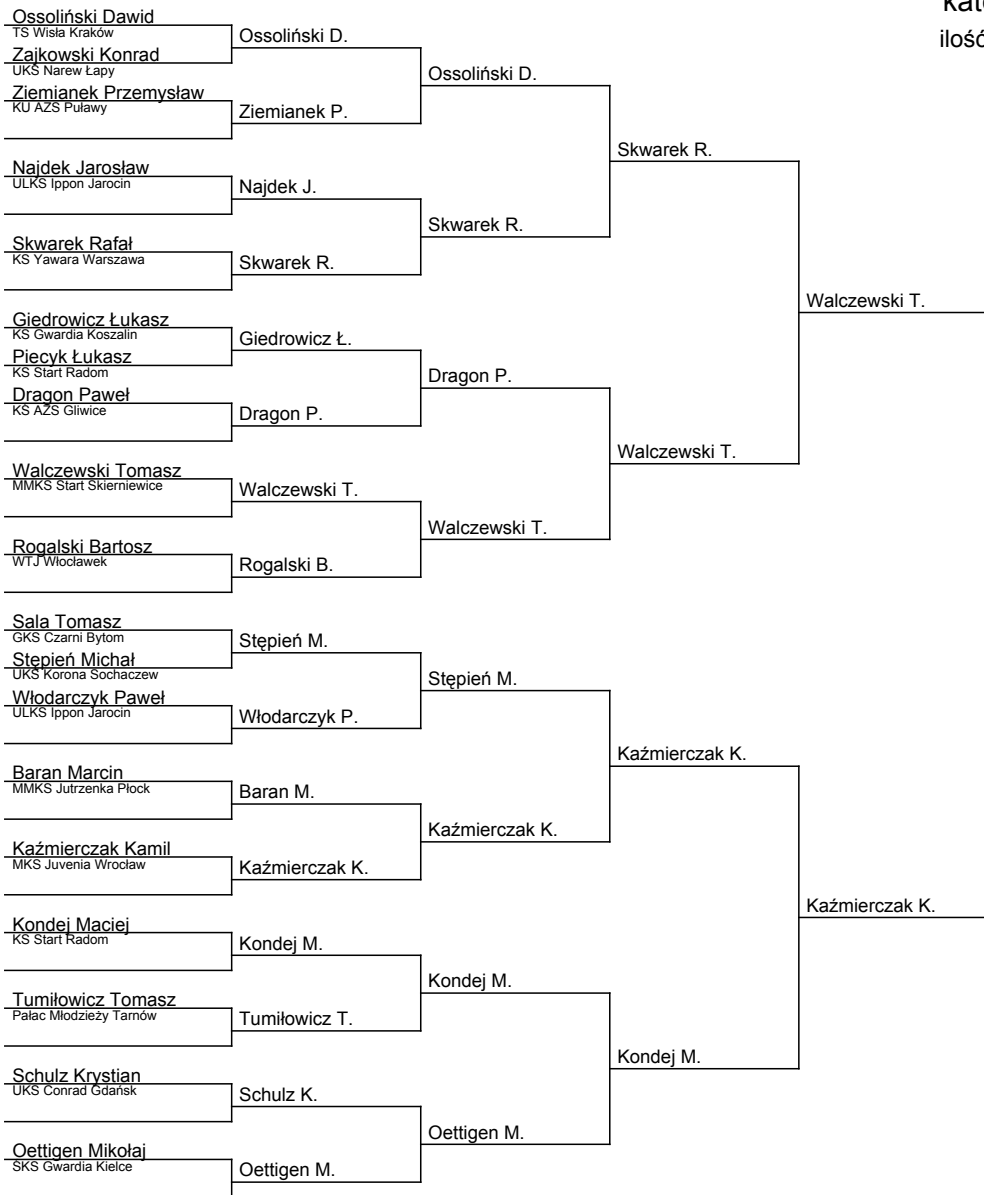 kat
ilość
Ossoliński Dawid
TS Wisła Kraków
Zajkowski Konrad
UKS Narew Łapy
Ziemianek Przemysław
KU AZS Puławy
Najdek Jarosław
ULKS Ippon Jarocin
Skwarek Rafał
KS Yawara Warszawa
Giedrowicz Łukasz
KS Gwardia Koszalin
Piecyk Łukasz
KS Start Radom
Dragon Paweł
KS AZS Gliwice
Walczewski Tomasz
MMKS Start Skierniewice
Rogalski Bartosz
WTJ Włocławek
Sala Tomasz
GKS Czarni Bytom
Stępień Michał
UKS Korona Sochaczew
Włodarczyk Paweł
ULKS Ippon Jarocin
Baran Marcin
MMKS Jutrzenka Płock
Kaźmierczak Kamil
MKS Juvenia Wrocław
Kondej Maciej
KS Start Radom
Tumiłowicz Tomasz
Pałac Młodzieży Tarnów
Schulz Krystian
UKS Conrad Gdańsk
Oettigen Mikołaj
SKS Gwardia Kielce
Ossoliński D.
Ziemianek P.
Najdek J.
Skwarek R.
Giedrowicz Ł.
Dragon P.
Walczewski T.
Rogalski B.
Stępień M.
Włodarczyk P.
Baran M.
Kaźmierczak K.
Kondej M.
Tumiłowicz T.
Schulz K.
Oettigen M.
Ossoliński D.
Skwarek R.
Dragon P.
Walczewski T.
Stępień M.
Kaźmierczak K.
Kondej M.
Oettigen M.
Skwarek R.
Walczewski T.
Kaźmierczak K.
Kondej M.
Walczewski T.
Kaźmierczak K.